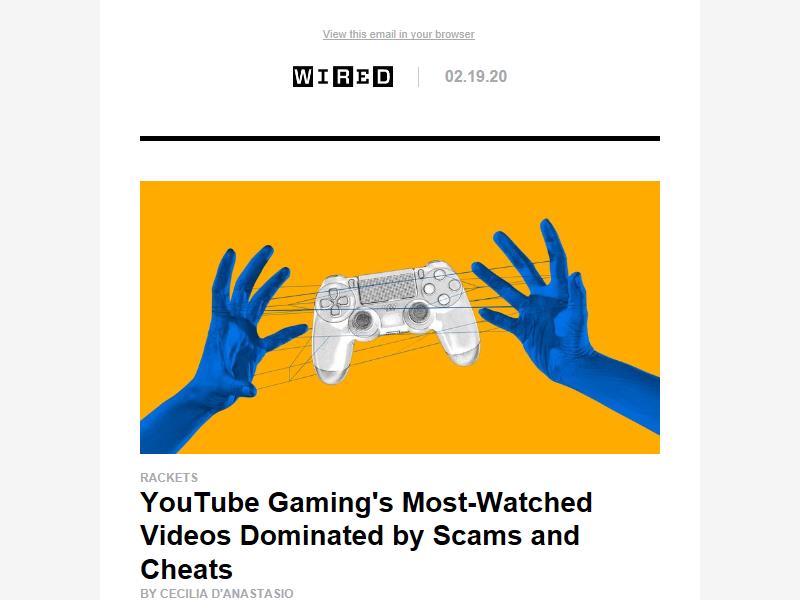 View this email in your browser
WIRED 02.19.20
RACKETS
YouTube Gaming's Most-Watched
Videos Dominated by Scams and
Cheats
BY CECILIA D'ANASTASIO